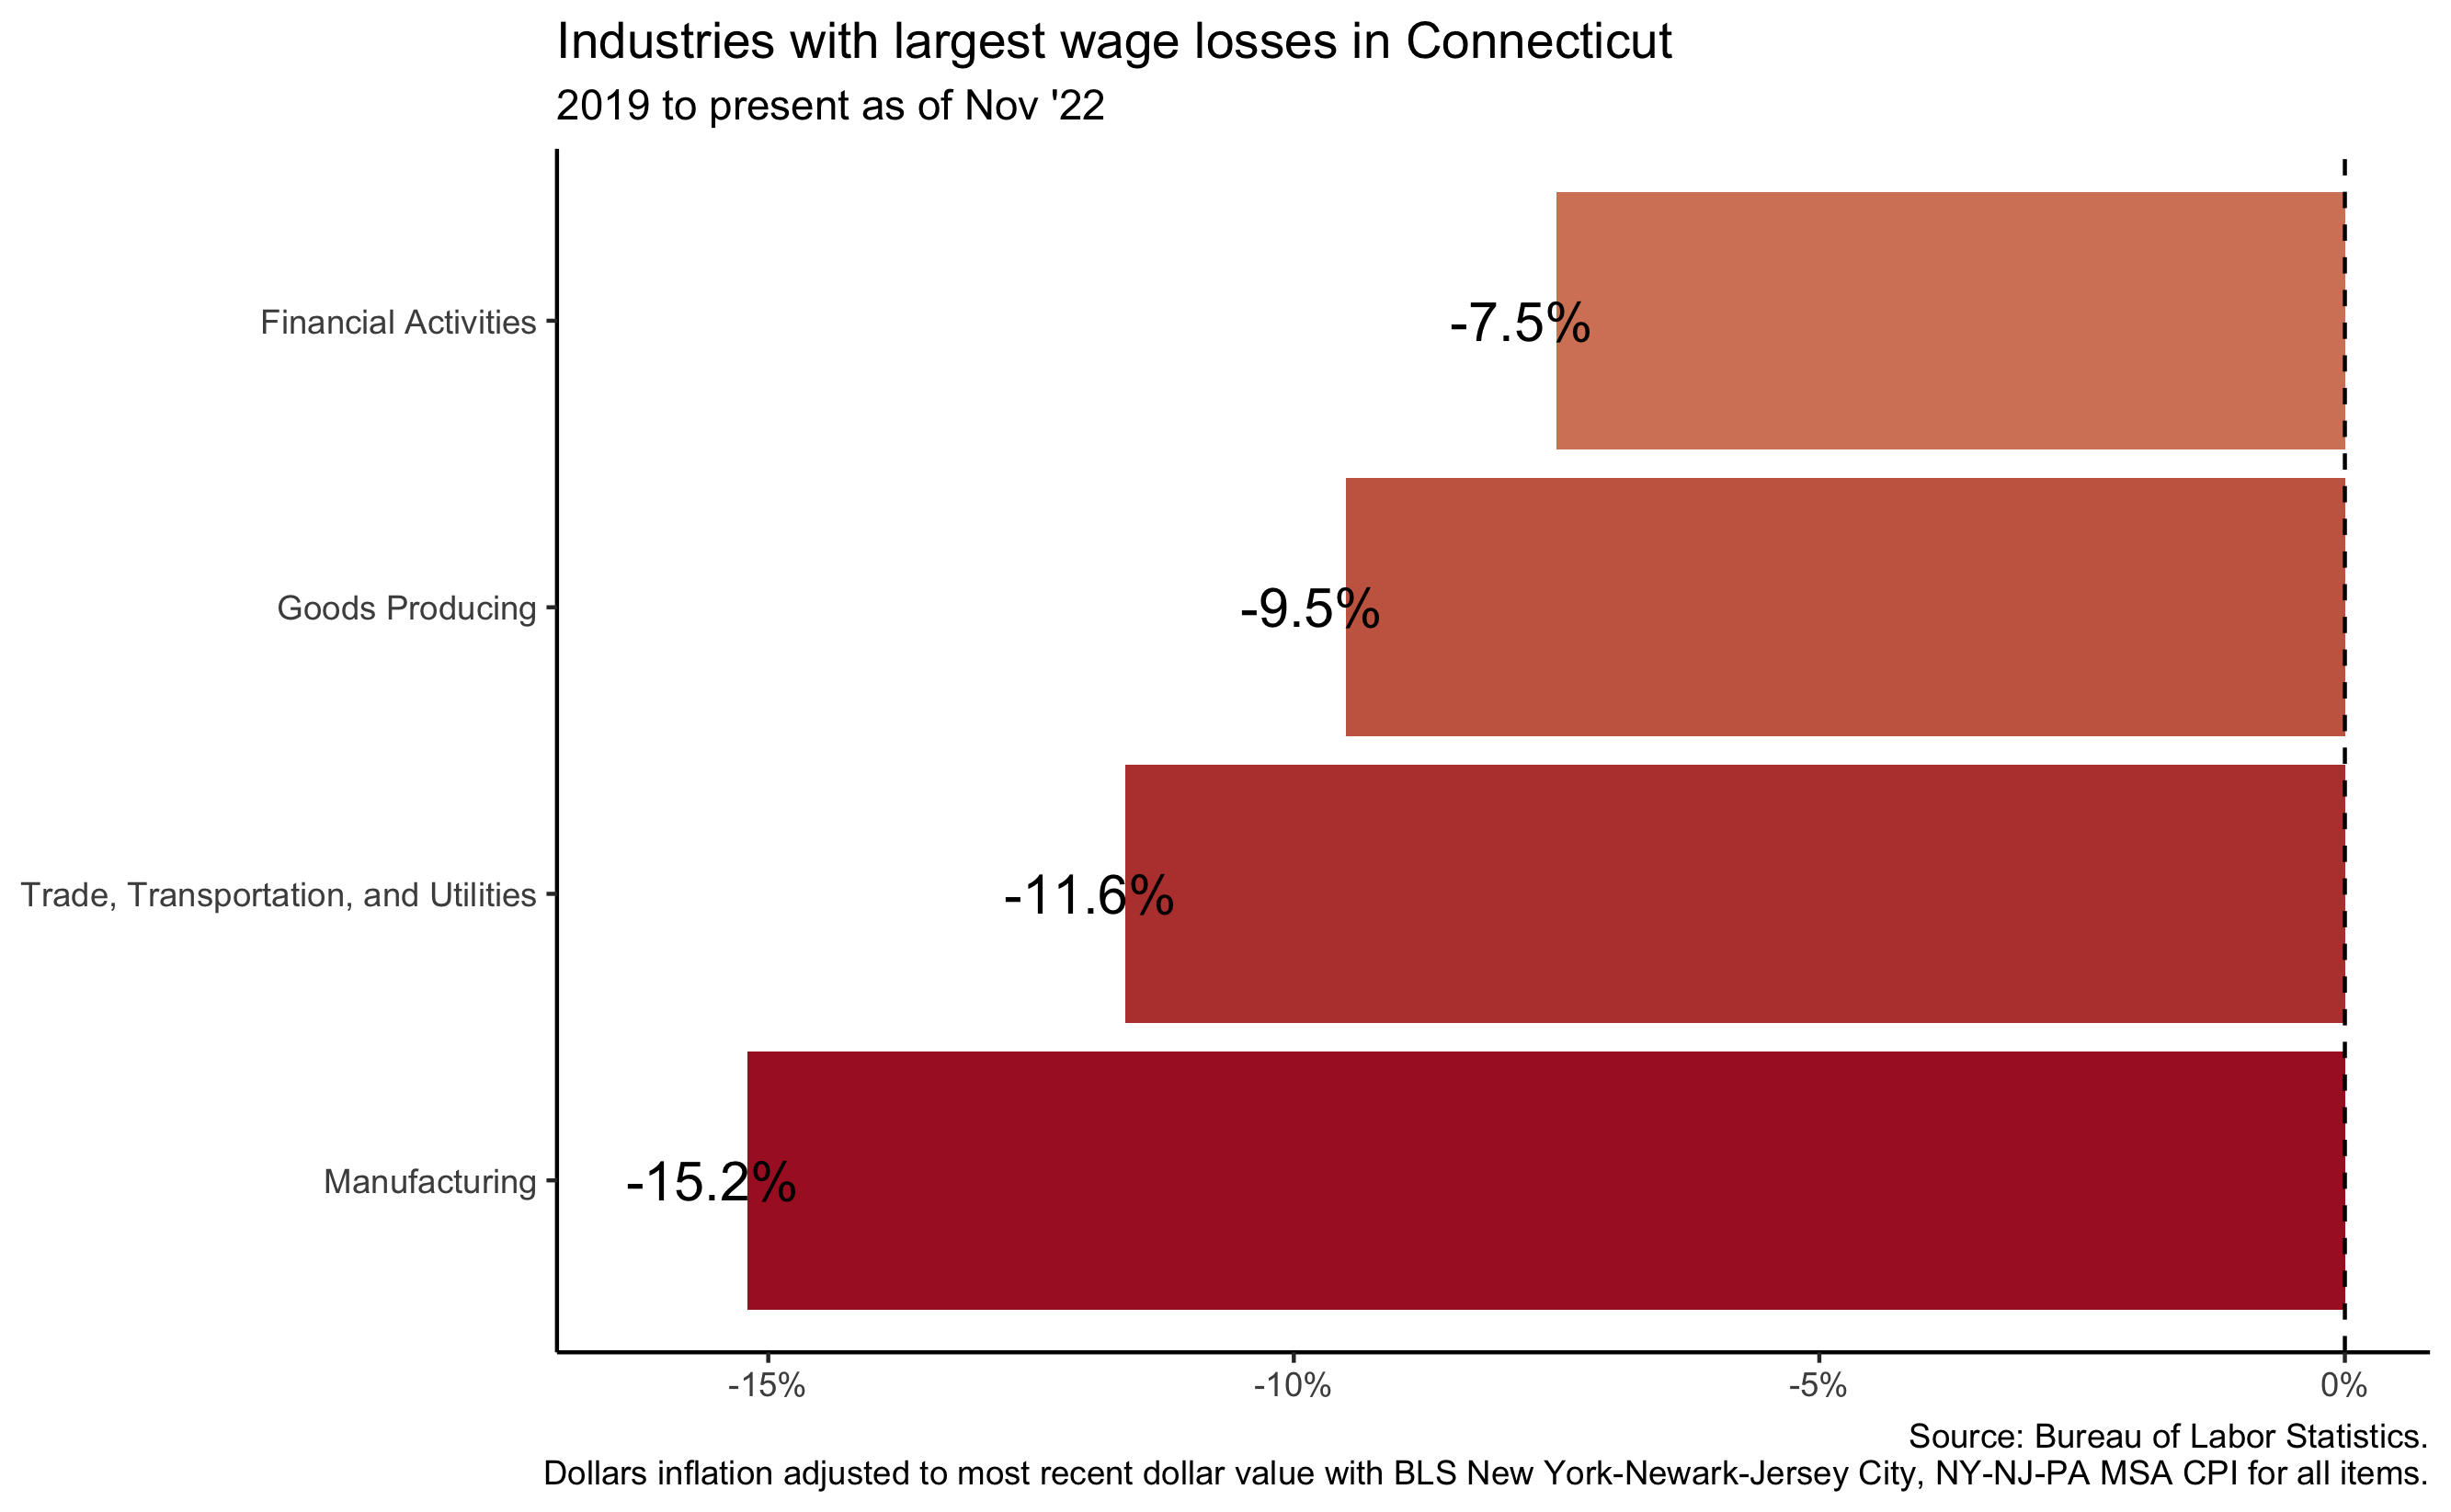 Industries with largest wage losses in Connecticut
2019 to present as of Nov '22
Financial Activities
-7.5%
Goods Producing
-9.5%
Trade, Transportation, and Utilities
-11.6%
Manufacturing
-15.2%
-15%
-10%
-5%
0%
Source: Bureau of Labor Statistics.
Dollars inflation adjusted to most recent dollar value with BLS New York-Newark-Jersey City, NY-NJ-PA MSA CPI for all items.